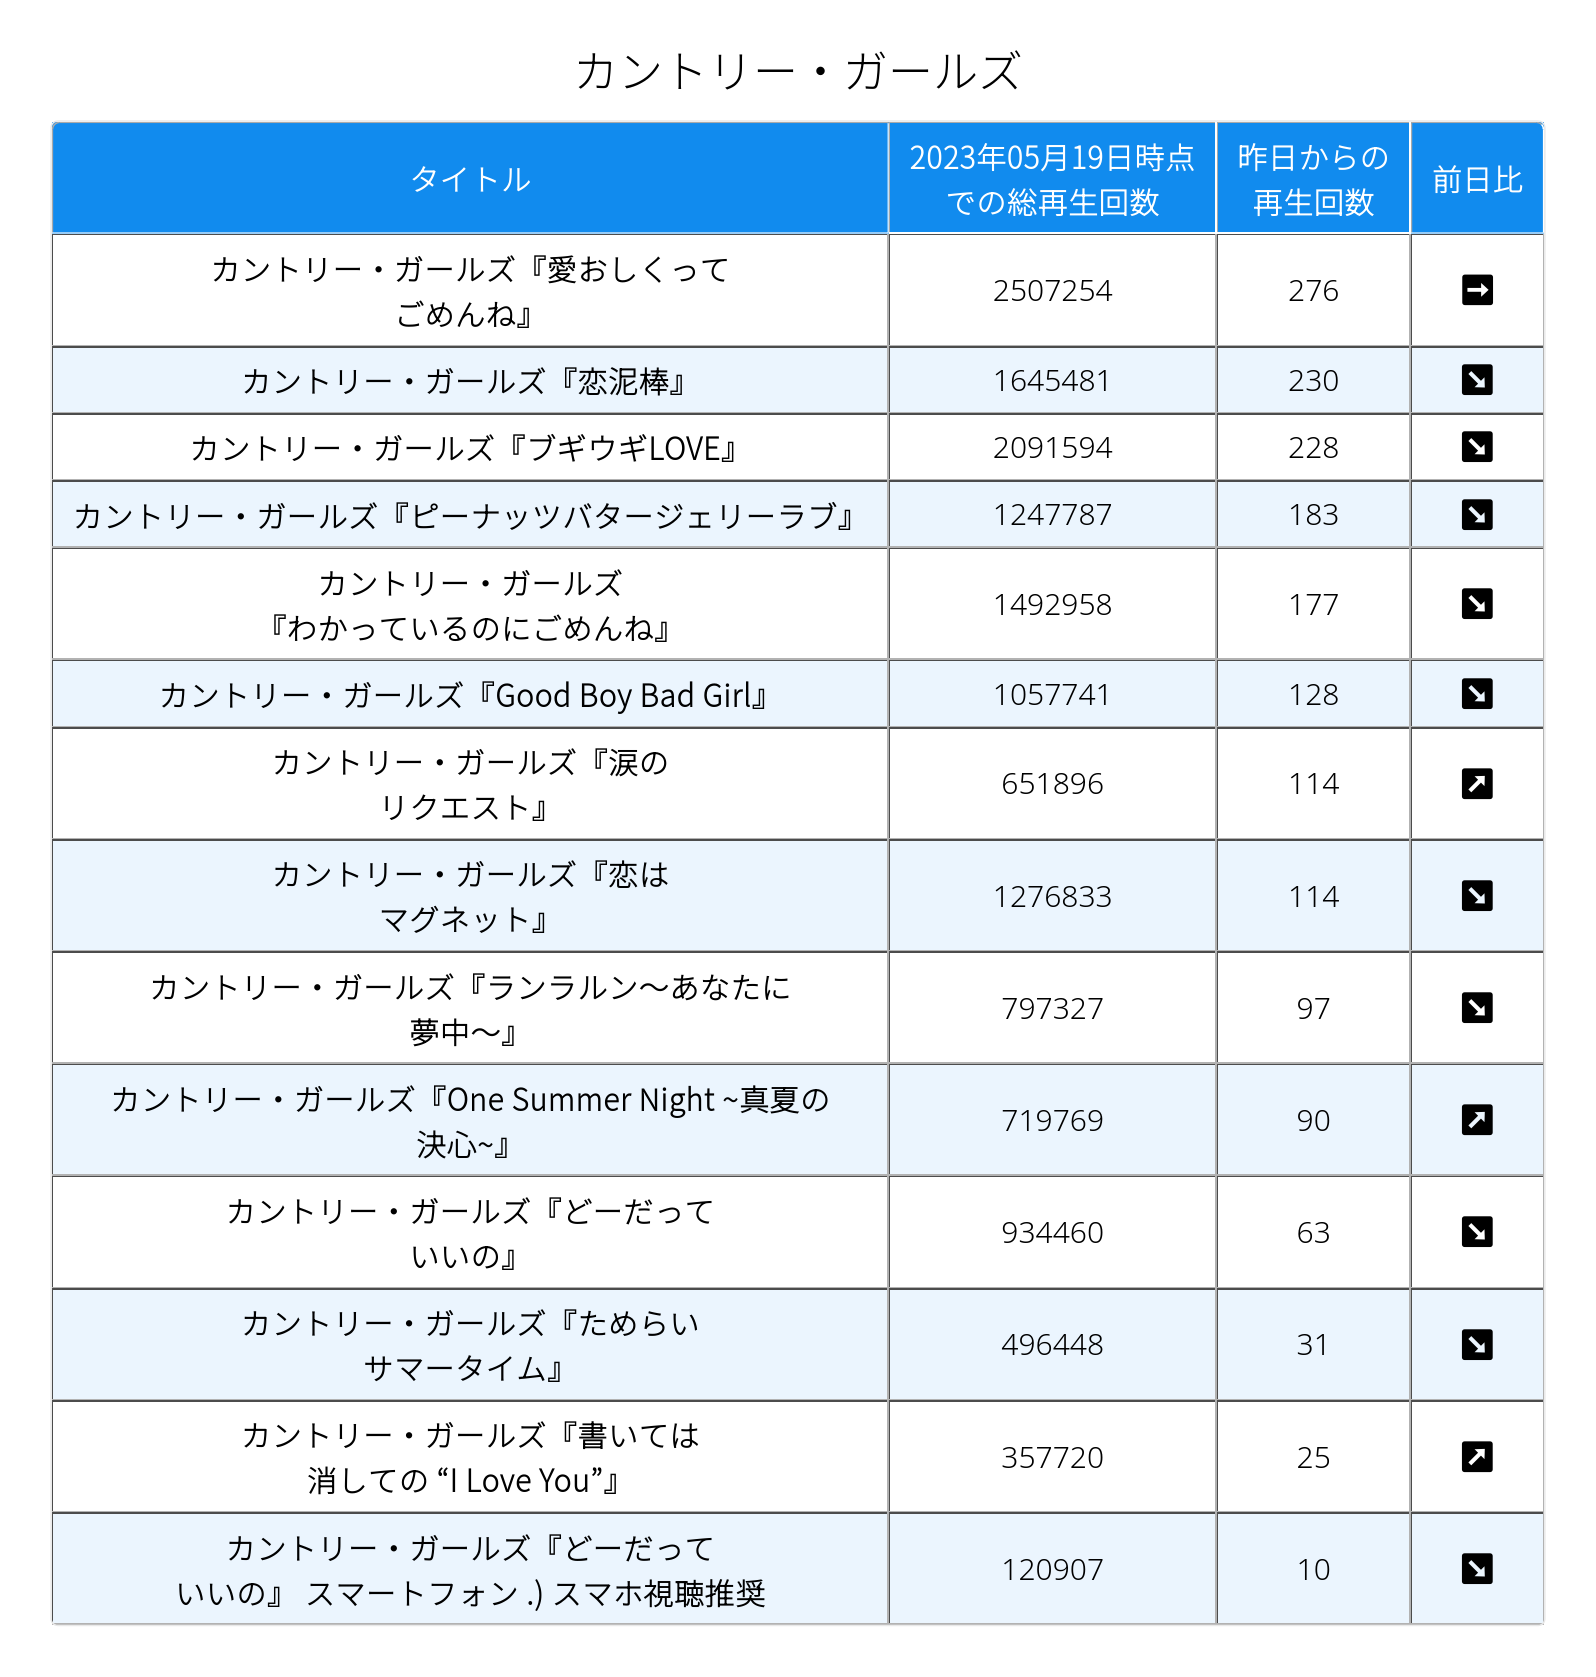 カントリー・ガールズ
タイトル
2023年05月19日時点
での総再生回数
昨日からの
再生回数
前日比
カントリー・ガールズ『愛おしくって
ごめんね』
2507254
276
カントリー・ガールズ『恋泥棒』
1645481
230
カントリー・ガールズ『ブギウギLOVE』
2091594
228
カントリー・ガールズ『ピーナッツバタージェリーラブ』
1247787
183
カントリー・ガールズ
『わかっているのにごめんね』
1492958
177
カントリー・ガールズ『Good Boy Bad Girl』
1057741
128
カントリー・ガールズ『涙の
リクエスト』
651896
114
カントリー・ガールズ『恋は
マグネット』
1276833
114
カントリー・ガールズ『ランラルン〜あなたに
夢中〜』
797327
97
カントリー・ガールズ『One Summer Night ~真夏の
決心~』
719769
90
カントリー・ガールズ『どーだって
いいの』
934460
63
カントリー・ガールズ『ためらい
サマータイム』
496448
31
カントリー・ガールズ『書いては
消しての “I Love You”』
357720
25
カントリー・ガールズ『どーだって
いいの』 スマートフォン .) スマホ視聴推奨
120907
10